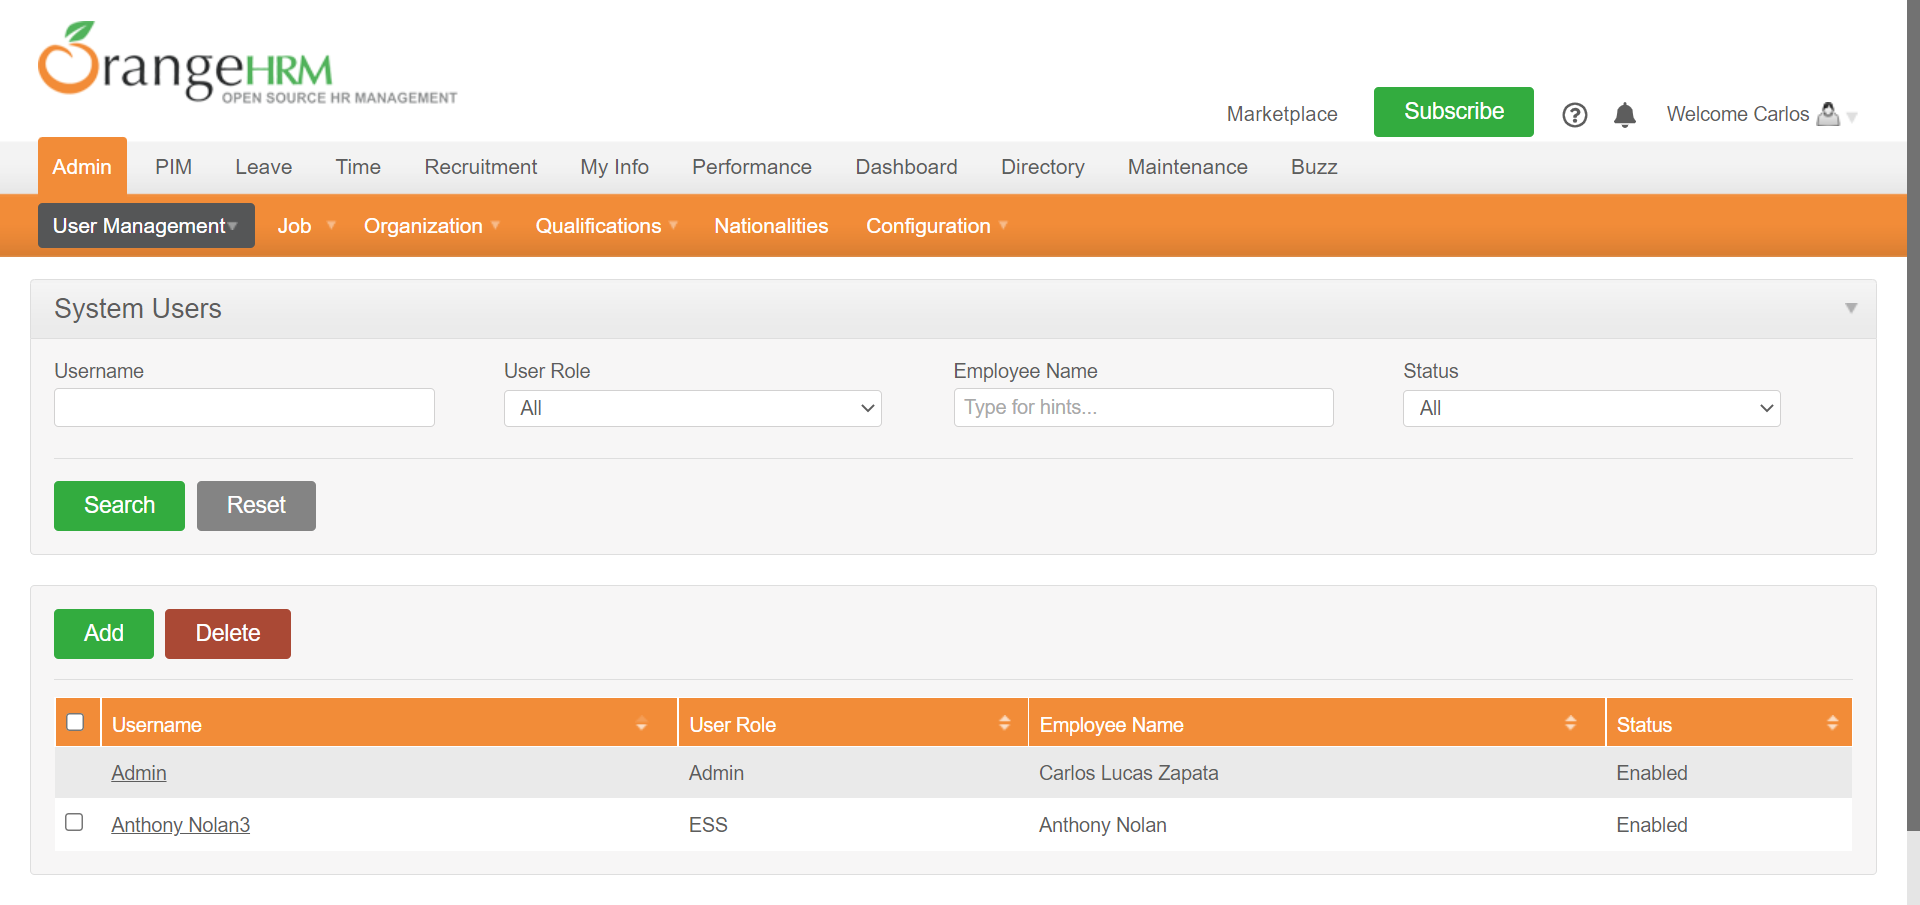 OrangeHRM
OPEN SOURCE HR MANAGEMENT
Marketplace Subscribe Welcome Carlos
Admin PIM Leave Time Recruitment My Info Performance Dashboard Directory Maintenance Buzz
User Management Job Organization Qualifications Nationalities Configuration
System Users
Username User Role Employee Name Status
All Type for hints... All
Search Reset
Add Delete
Username User Role Employee Name Status
Admin Admin Carlos Lucas Zapata Enabled
Anthony Nolan3 ESS Anthony Nolan Enabled